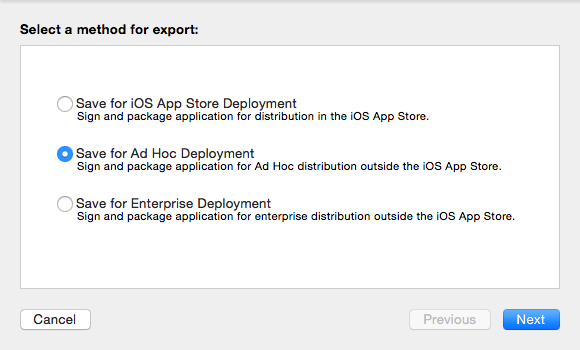 Select a method for export:
Save for iOS App Store Deployment
Sign and package application for distribution in the iOS App Store.
Save for Ad Hoc Deployment
Sign and package application for Ad Hoc distribution outside the iOS App Store.
Save for Enterprise Deployment
Sign and package application for enterprise distribution outside the iOS App Store.
Cancel Previous Next